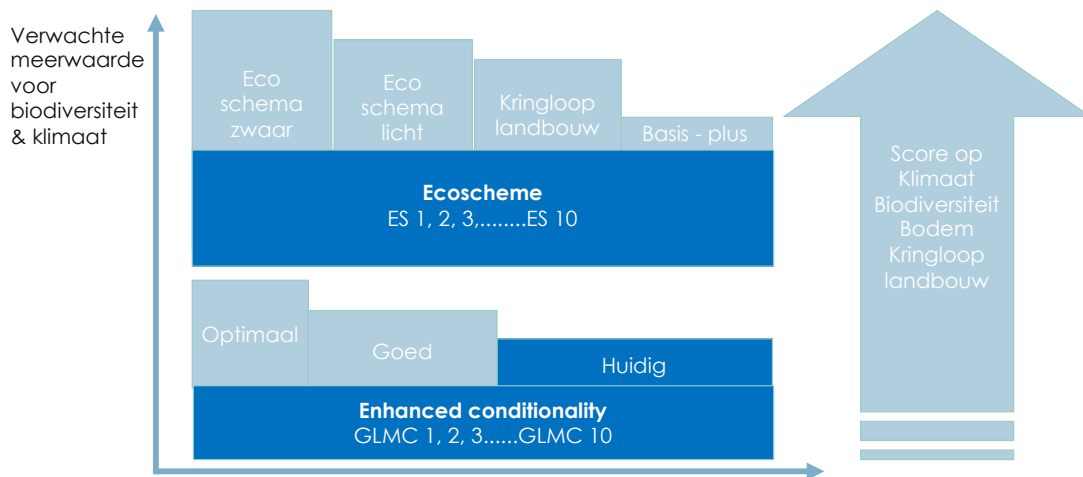 Verwachte
meerwaarde
voor
biodiversiteit
& klimaat
Eco
schema
zwaar
Eco
schema
licht
Kringloop
landbouw
Basis - plus
Ecoscheme
ES 1, 2, 3,........ES 10
Optimaal
Goed
Huidig
Enhanced conditionality
GLMC 1, 2, 3......GLMC 10
Score op
Klimaat
Biodiversiteit
Bodem
Kringloop
landbouw